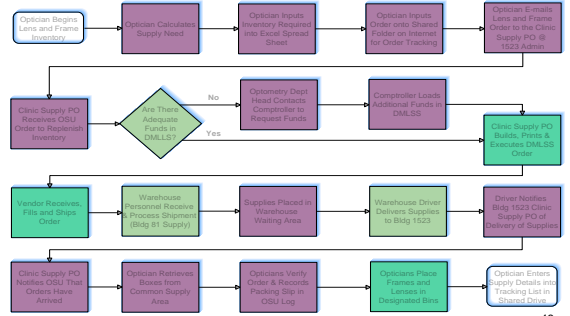 Optician Begins
Lens and Frame
Inventory
Optician Calculates
Supply Need
Optician Inputs
Inventory Required
into Excel Spread
Sheet
Optician Inputs
Order onto Shared
Folder on Internet
for Order Tracking
Optician E-mails
Lens and Frame
Order to the Clinic
Supply PO @
1523 Admin
Clinic Supply PO
Receives OSU
Order to Replenish
Inventory
Are There
Adequate
Funds in
DMLLS?
No
Yes
Optometry Dept
Head Contacts
Comptroller to
Request Funds
Comptroller Loads
Additional Funds in
DMLSS
Clinic Supply PO
Builds, Prints &
Executes DMLSS
Order
Vendor Receives,
Fills and Ships
Order
Warehouse
Personnel Receive
& Process Shipment
(Bldg 81 Supply)
Supplies Placed in
Warehouse
Waiting Area
Warehouse Driver
Delivers Supplies
to Bldg 1523
Driver Notifies
Bldg 1523 Clinic
Supply PO of
Delivery of Supplies
Clinic Supply PO
Notifies OSU That
Orders Have
Arrived
Optician Retrieves
Boxes from
Common Supply
Area
Opticians Verify
Order & Records
Packing Slip in
OSU Log
Opticians Place
Frames and
Lenses in
Designated Bins
Optician Enters
Supply Details into
Tracking List in
Shared Drive